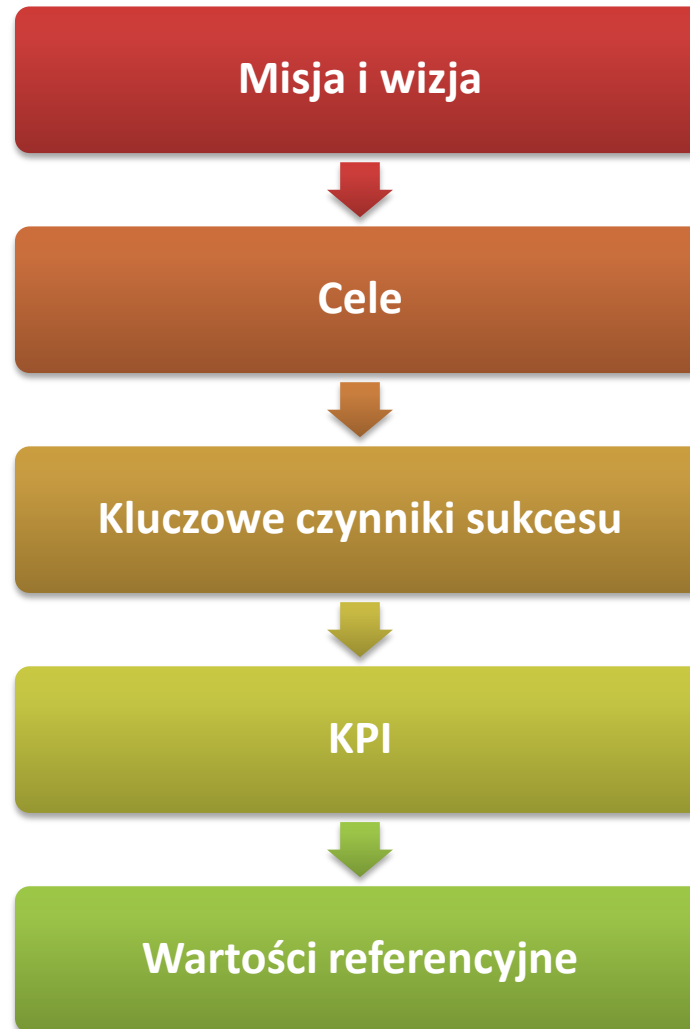 Misja i wizja
Cele
Kluczowe czynniki sukcesu
KPI
Wartości referencyjne